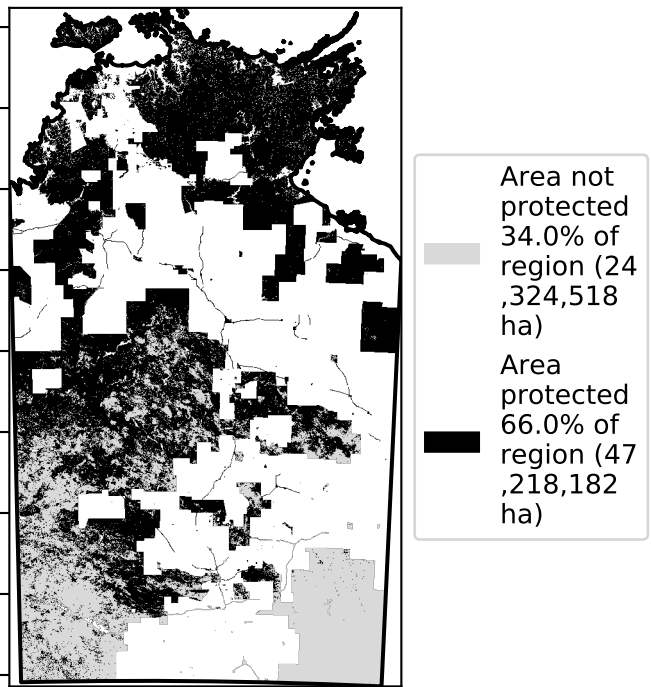 Area not
protected
34.0% of
region (24
,324,518
ha)
Area
protected
66.0% of
region (47
,218,182
ha)